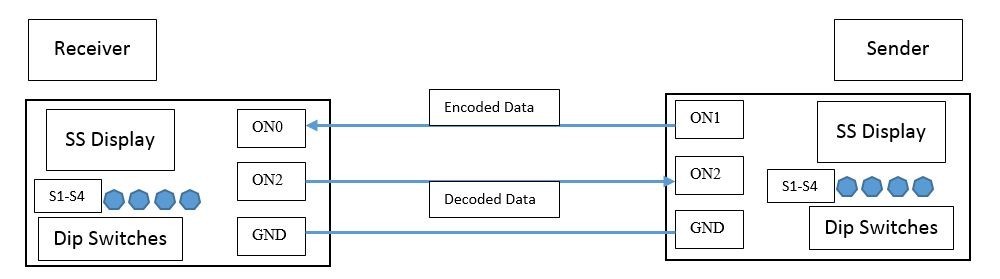 Receiver
Sender
SS Display
S1-S4
Dip Switches
ON0
ON2
GND
Encoded Data
Decoded Data
ON1
ON2
GND
SS Display
S1-S4
Dip Switches